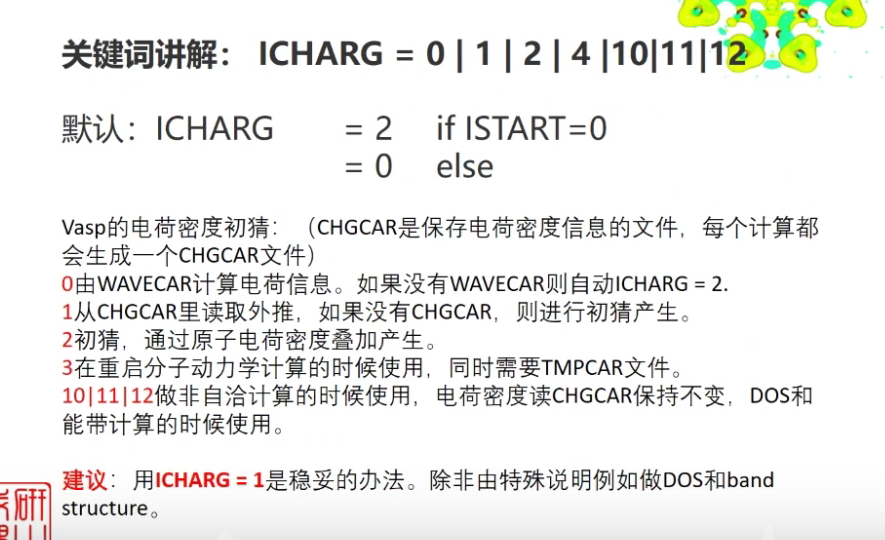 关键词讲解： ICHARG = 0 | 1 | 2 | 4 |10|11|12
默认：ICHARG = 2 if ISTART=0
= 0 else
Vasp的电荷密度初猜：（CHGCAR是保存电荷密度信息的文件，每个计算都
会生成一个CHGCAR文件）
0由WAVECAR计算电荷信息。如果没有WAVECAR则自动ICHARG = 2.
1从CHGCAR里读取外推，如果没有CHGCAR，则进行初猜产生。
2初猜，通过原子电荷密度叠加产生。
3在重启分子动力学计算的时候使用，同时需要TMPCAR文件。
10|11|12做非自洽计算的时候使用，电荷密度读CHGCAR保持不变，DOS和
能带计算的时候使用。
建议：用ICHARG = 1是稳妥的办法。除非由特殊说明例如做DOS和band
structure。